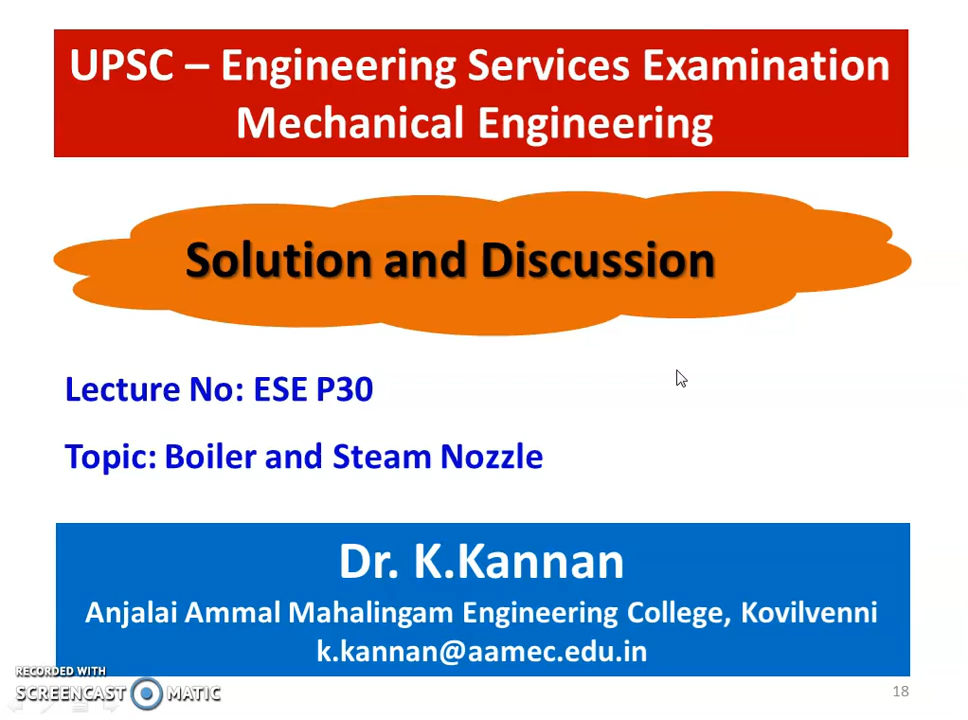 UPSC – Engineering Services Examination
Mechanical Engineering
Solution and Discussion
Lecture No: ESE P30
Topic: Boiler and Steam Nozzle
Dr. K.Kannan
Anjalai Ammal Mahalingam Engineering College, Kovilvenni
k.kannan@aamec.edu.in
RECORDED WITH
SCREENCAST MATIC
18